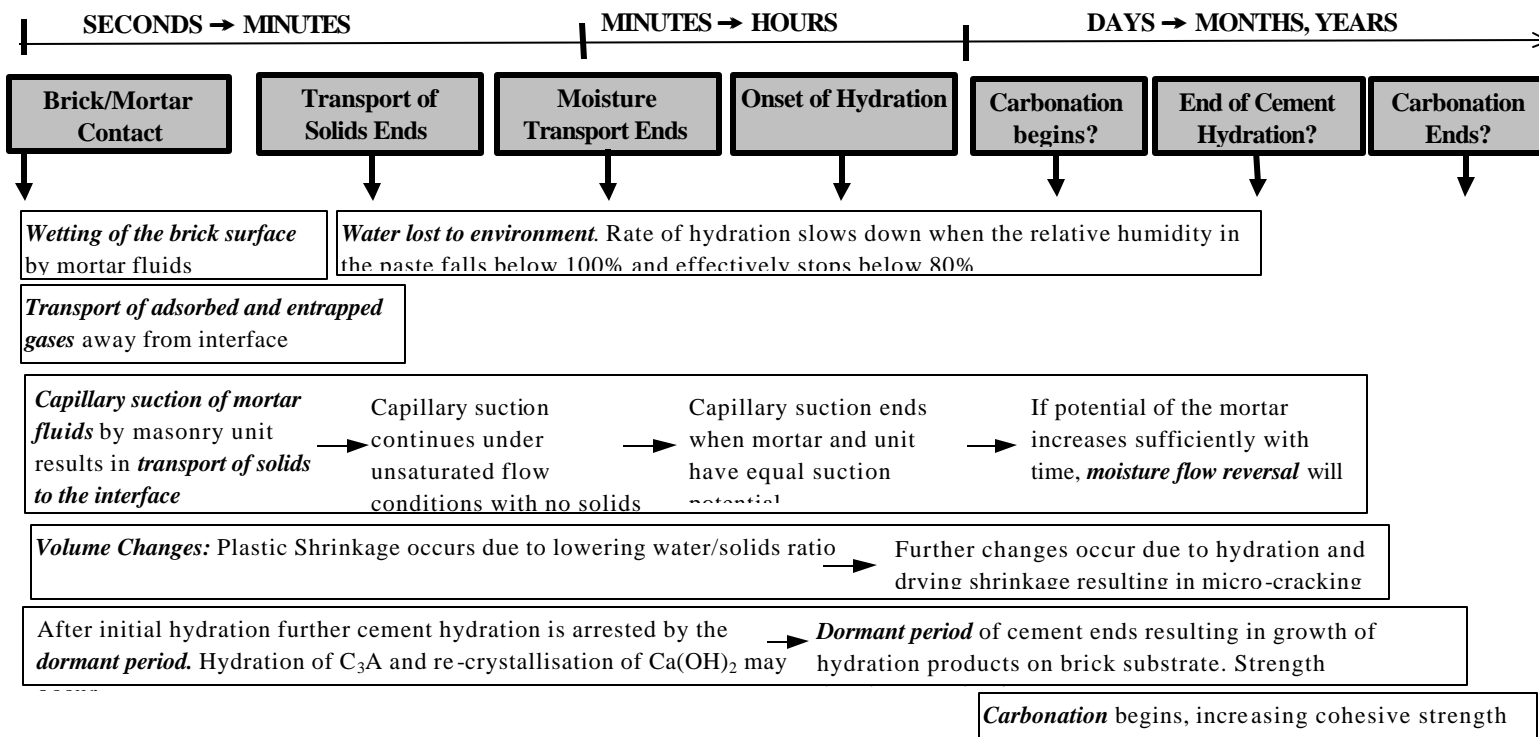 SECONDS → MINUTES
MINUTES → HOURS
DAYS → MONTHS, YEARS
Brick/Mortar
Contact
Transport of
Solids Ends
Moisture
Transport Ends
Onset of Hydration
Carbonation
begins?
End of Cement
Hydration?
Carbonation
Ends?
Wetting of the brick surface
by mortar fluids
Water lost to environment. Rate of hydration slows down when the relative humidity in
the paste falls below 100% and effectively stops below 80%
Transport of adsorbed and entrapped
gases away from interface
Capillary suction of mortar
fluids by masonry unit
results in transport of solids
to the interface
Capillary suction
continues under
unsaturated flow
conditions with no solids
Capillary suction ends
when mortar and unit
have equal suction
potential
If potential of the mortar
increases sufficiently with
time, moisture flow reversal will
Volume Changes: Plastic Shrinkage occurs due to lowering water/solids ratio
Further changes occur due to hydration and
drying shrinkage resulting in micro-cracking
After initial hydration further cement hydration is arrested by the
dormant period. Hydration of C₃A and re-crystallisation of Ca(OH)₂ may
Dormant period of cement ends resulting in growth of
hydration products on brick substrate. Strength
Carbonation begins, increasing cohesive strength